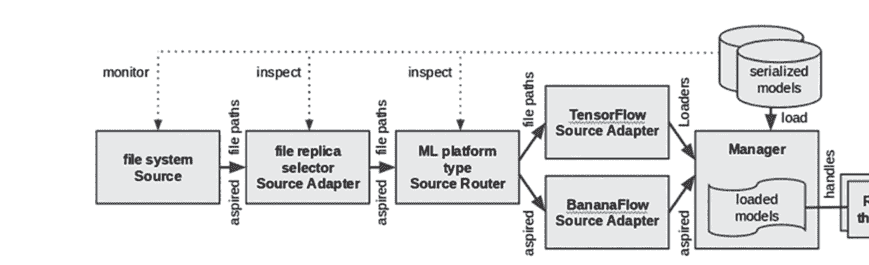 serialized
models
monitor
inspect
inspect
load
file paths
aspired
file paths
aspired
file paths
aspired
Loaders
aspired
file system
Source
file replica
selector
Source Adapter
ML platform
type
Source Router
TensorFlow
Source Adapter
BananaFlow
Source Adapter
Manager
loaded
models
handles